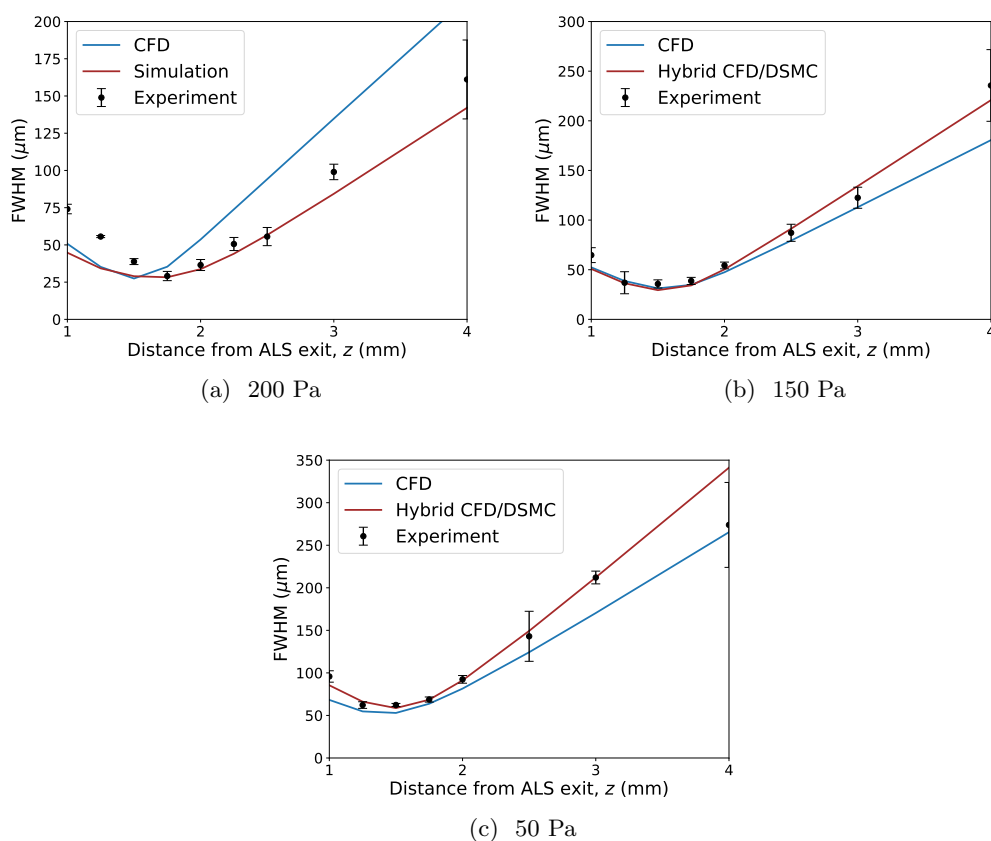 200
175
150
125
100
75
50
25
0
FWHM (μm)
CFD
Simulation
Experiment
1
2
3
4
Distance from ALS exit, z (mm)
(a) 200 Pa
300
250
200
150
100
50
0
FWHM (μm)
CFD
Hybrid CFD/DSMC
Experiment
1
2
3
4
Distance from ALS exit, z (mm)
(b) 150 Pa
350
300
250
200
150
100
50
0
FWHM (μm)
CFD
Hybrid CFD/DSMC
Experiment
1
2
3
4
Distance from ALS exit, z (mm)
(c) 50 Pa